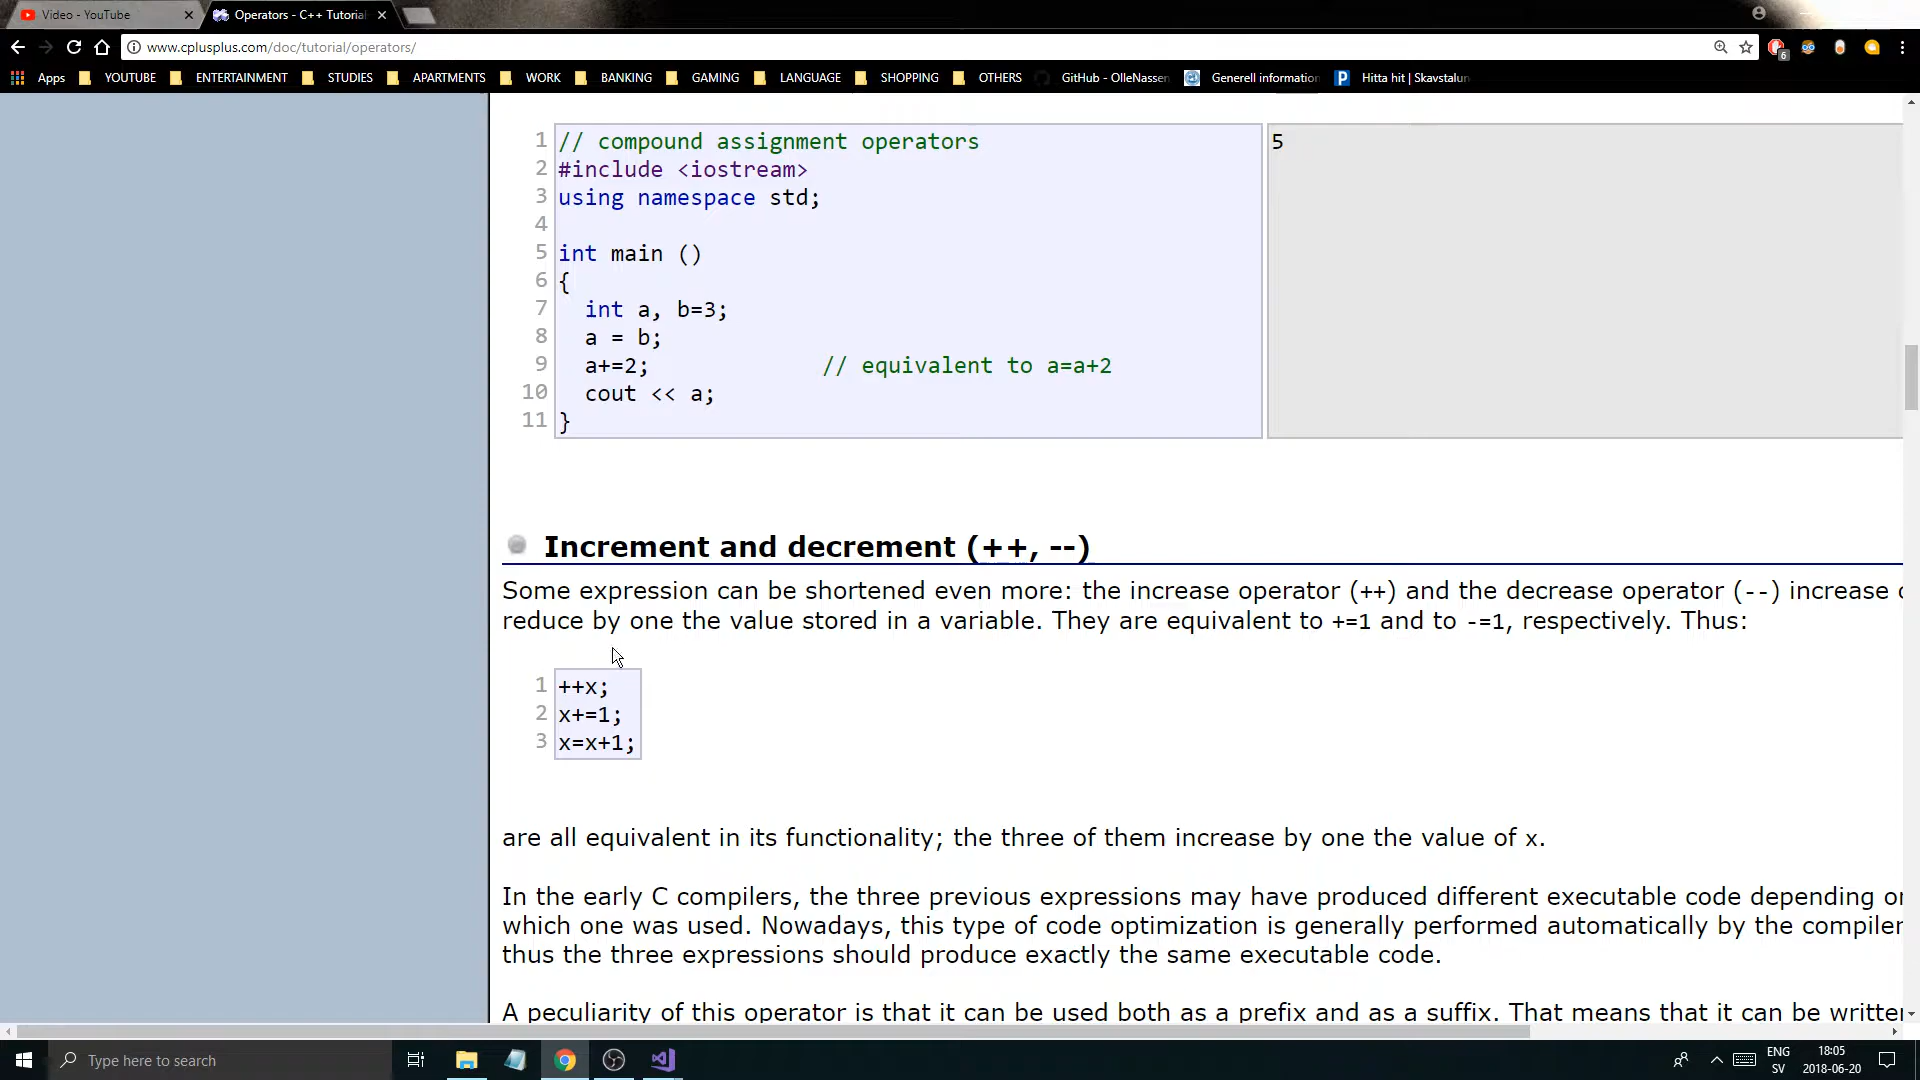 Video - YouTube
Operators - C++ Tutorial
www.cplusplus.com/doc/tutorial/operators/
6
Apps YOUTUBE ENTERTAINMENT STUDIES APARTMENTS WORK BANKING GAMING LANGUAGE SHOPPING OTHERS GitHub - OlleNassen Generell information P Hitta hit | Skavstalun
1 // compound assignment operators
2 #include <iostream>
3 using namespace std;
4
5 int main ()
6 {
7 int a, b=3;
8 a = b;
9 a+=2; // equivalent to a=a+2
10 cout << a;
11 }
5
Increment and decrement (++, --)
Some expression can be shortened even more: the increase operator (++) and the decrease operator (--) increase
reduce by one the value stored in a variable. They are equivalent to +=1 and to -=1, respectively. Thus:
1 ++x;
2 x+=1;
3 x=x+1;
are all equivalent in its functionality; the three of them increase by one the value of x.
In the early C compilers, the three previous expressions may have produced different executable code depending on
which one was used. Nowadays, this type of code optimization is generally performed automatically by the compiler
thus the three expressions should produce exactly the same executable code.
A peculiarity of this operator is that it can be used both as a prefix and as a suffix. That means that it can be written
Type here to search
ENG
SV
18:05
2018-06-20